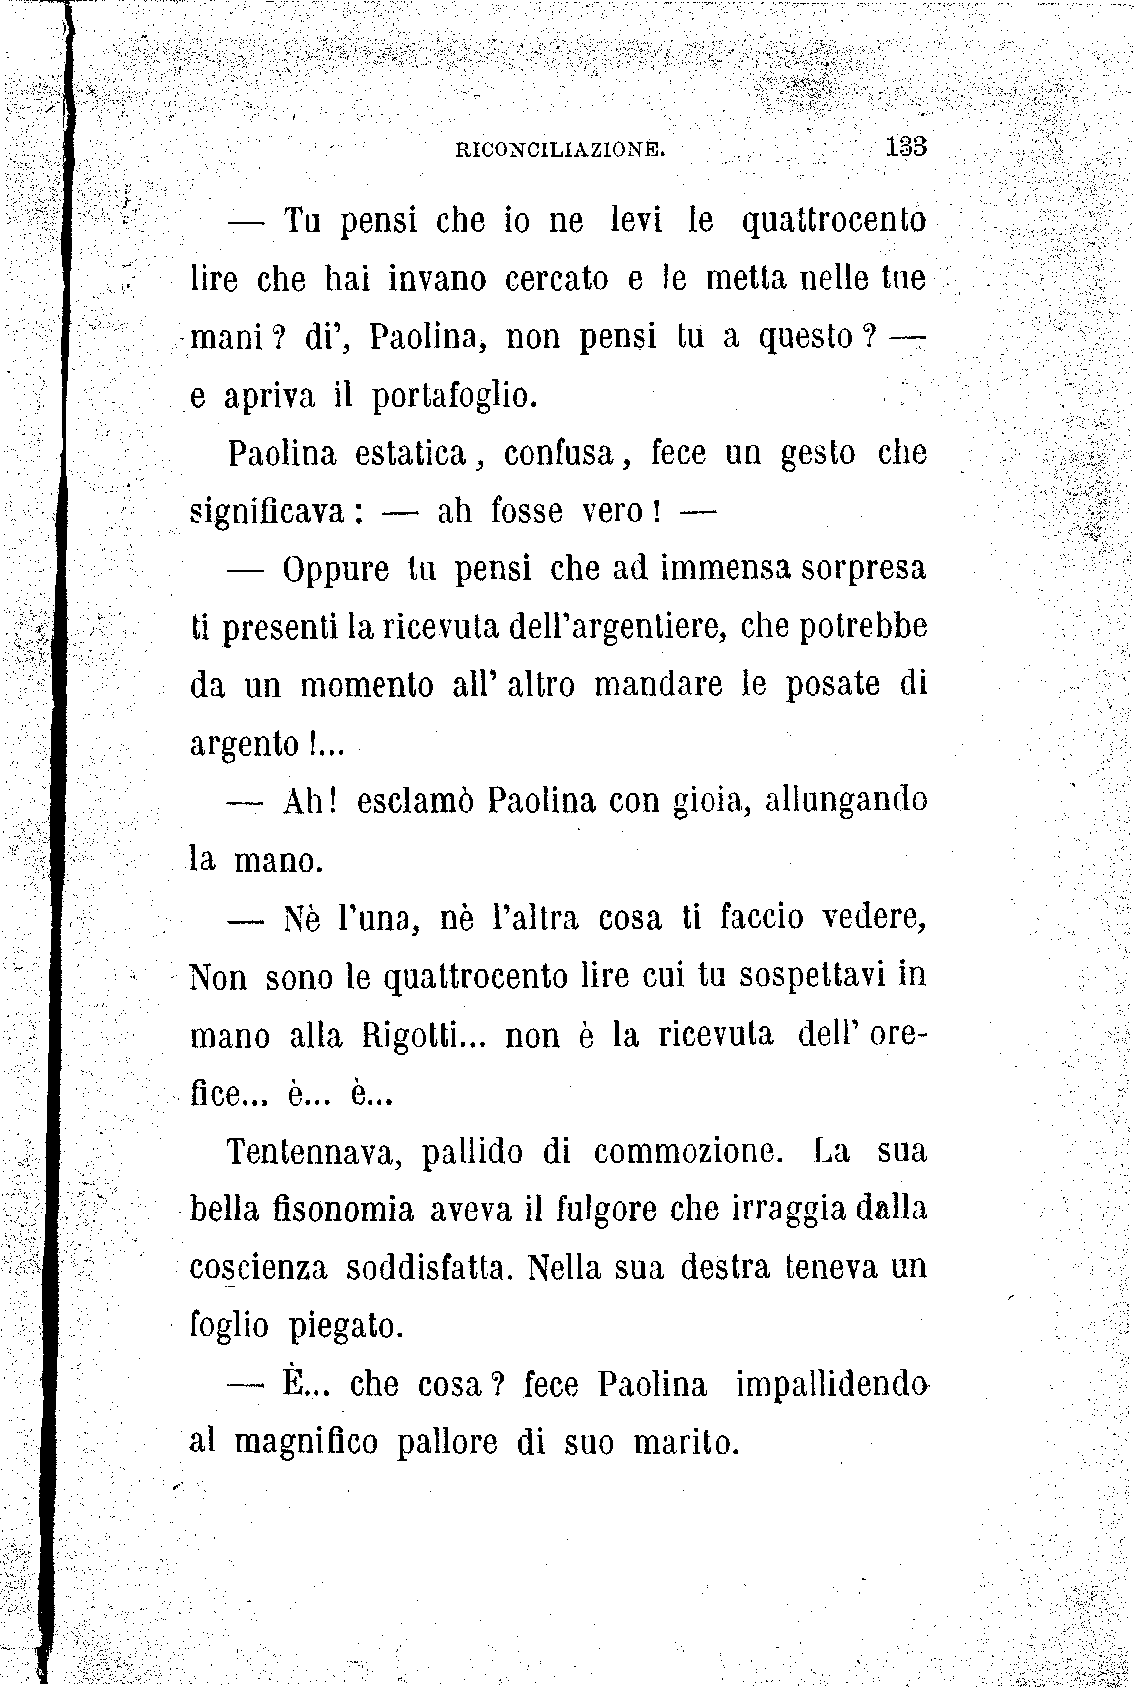 RICONCILIAZIONE. 133
— Tu pensi che io ne levi le quattrocento
lire che hai invano cercato e le metta nelle tue
mani? di', Paolina, non pensi tu a questo? —
e apriva il portafoglio.
Paolina estatica, confusa, fece un gesto che
significava: — ah fosse vero! —
— Oppure tu pensi che ad immensa sorpresa
ti presenti la ricevuta dell'argentiere, che potrebbe
da un momento all' altro mandare le posate di
argento!...
— Ah! esclamò Paolina con gioia, allungando
la mano.
— Nè l'una, nè l'altra cosa ti faccio vedere,
Non sono le quattrocento lire cui tu sospettavi in
mano alla Rigotti... non è la ricevuta dell' ore-
fice... è... è...
Tentennava, pallido di commozione. La sua
bella fisonomia aveva il fulgore che irraggia dalla
coscienza soddisfatta. Nella sua destra teneva un
foglio piegato.
— È... che cosa? fece Paolina impallidendo
al magnifico pallore di suo marito.